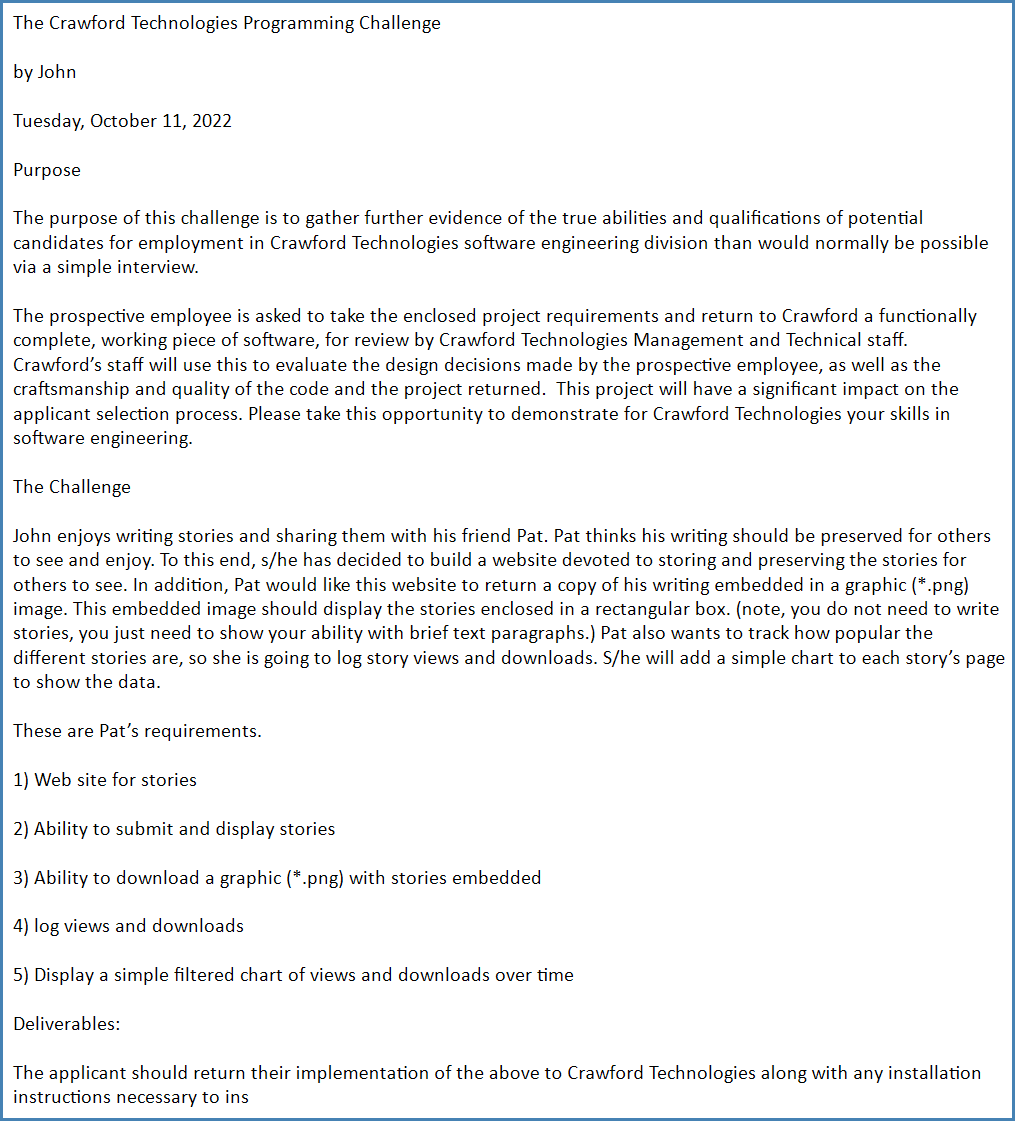 The Crawford Technologies Programming Challenge
by John
Tuesday, October 11, 2022
Purpose
The purpose of this challenge is to gather further evidence of the true abilities and qualifications of potential
candidates for employment in Crawford Technologies software engineering division than would normally be possible
via a simple interview.
The prospective employee is asked to take the enclosed project requirements and return to Crawford a functionally
complete, working piece of software, for review by Crawford Technologies Management and Technical staff.
Crawford’s staff will use this to evaluate the design decisions made by the prospective employee, as well as the
craftsmanship and quality of the code and the project returned.  This project will have a significant impact on the
applicant selection process. Please take this opportunity to demonstrate for Crawford Technologies your skills in
software engineering.
The Challenge
John enjoys writing stories and sharing them with his friend Pat. Pat thinks his writing should be preserved for others
to see and enjoy. To this end, s/he has decided to build a website devoted to storing and preserving the stories for
others to see. In addition, Pat would like this website to return a copy of his writing embedded in a graphic (*.png)
image. This embedded image should display the stories enclosed in a rectangular box. (note, you do not need to write
stories, you just need to show your ability with brief text paragraphs.) Pat also wants to track how popular the
different stories are, so she is going to log story views and downloads. S/he will add a simple chart to each story’s page
to show the data.
These are Pat’s requirements.
1) Web site for stories
2) Ability to submit and display stories
3) Ability to download a graphic (*.png) with stories embedded
4) log views and downloads
5) Display a simple filtered chart of views and downloads over time
Deliverables:
The applicant should return their implementation of the above to Crawford Technologies along with any installation
instructions necessary to ins